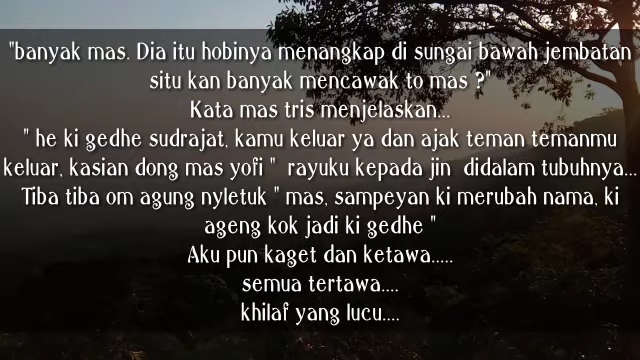 "banyak mas. Dia itu hobinya menangkap di sungai bawah jembatan
situ kan banyak mencawak to mas ?"
Kata mas tris menjelaskan...
" he ki gedhe sudrajat, kamu keluar ya dan ajak teman temanmu
keluar, kasian dong mas yofi " rayuku kepada jin didalam tubuhnya...
Tiba tiba om agung nyletuk " mas, sampeyan ki merubah nama, ki
ageng kok jadi ki gedhe "
Aku pun kaget dan ketawa.....
semua tertawa....
khilaf yang lucu....